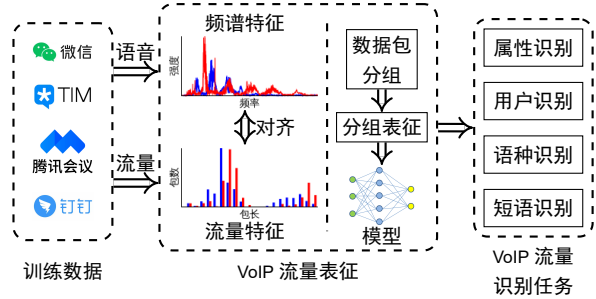 微信
TIM
腾讯会议
钉钉
训练数据
语音
流量
频谱特征
强度
频率
对齐
包数
包长
流量特征
数据包
分组
分组表征
模型
VoIP 流量表征
属性识别
用户识别
语种识别
短语识别
VoIP 流量
识别任务